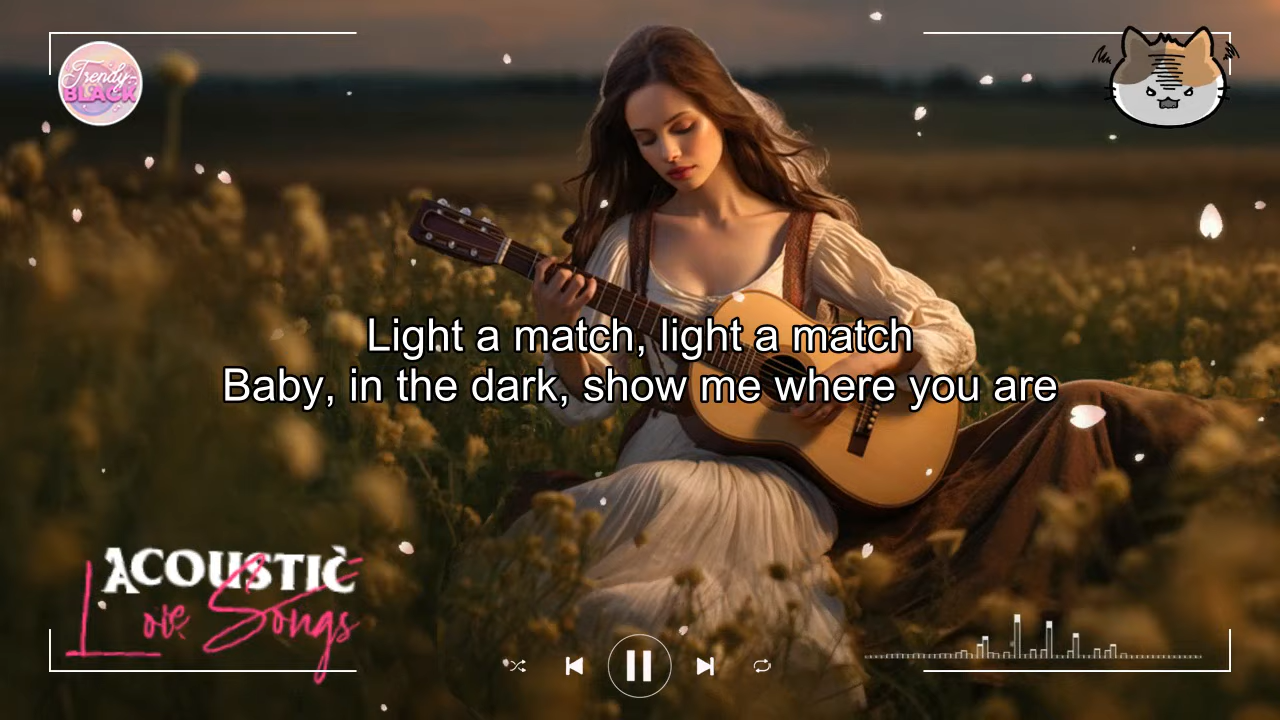 Trendy
BLACK
Light a match, light a match
Baby, in the dark, show me where you are
ACOUSTIC
Love Songs